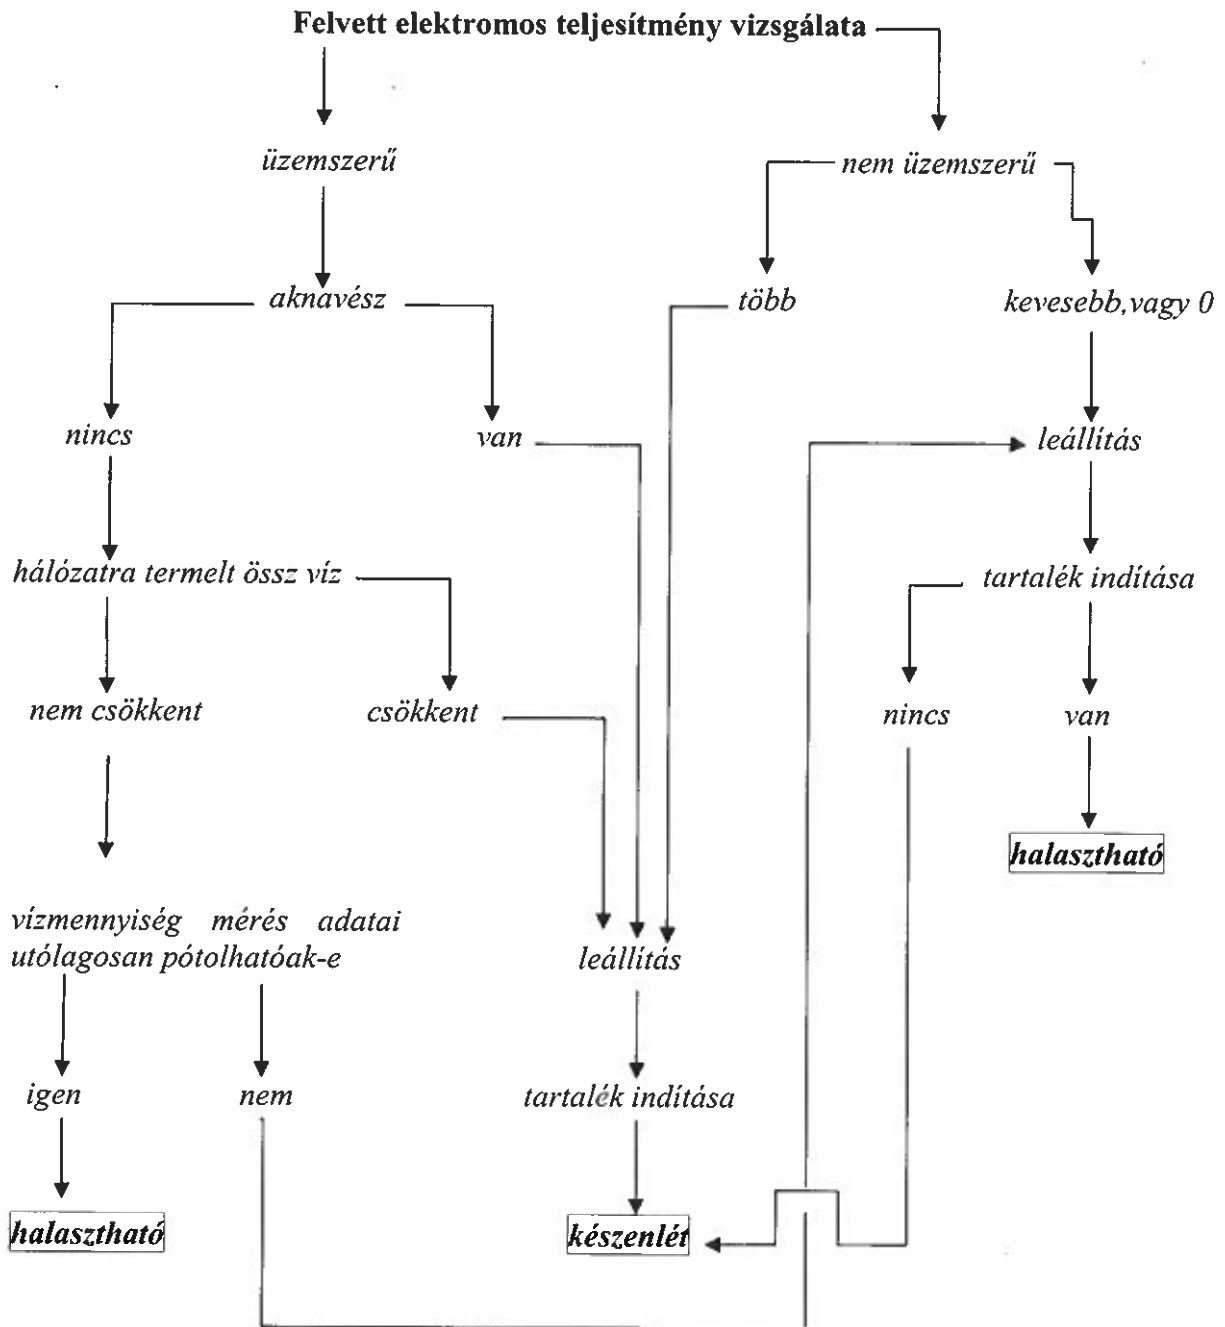 Felvett elektromos teljesítmény vizsgálata
üzemszerű
nem üzemszerű
aknavész
több
kevesebb,vagy 0
nincs
van
leállítás
hálózatra termelt össz víz
tartalék indítása
nem csökkent
csökkent
nincs
van
halasztható
vízmennyiség mérés adatai
utólagosan pótolhatóak-e
leállítás
igen
nem
tartalék indítása
halasztható
készenlét